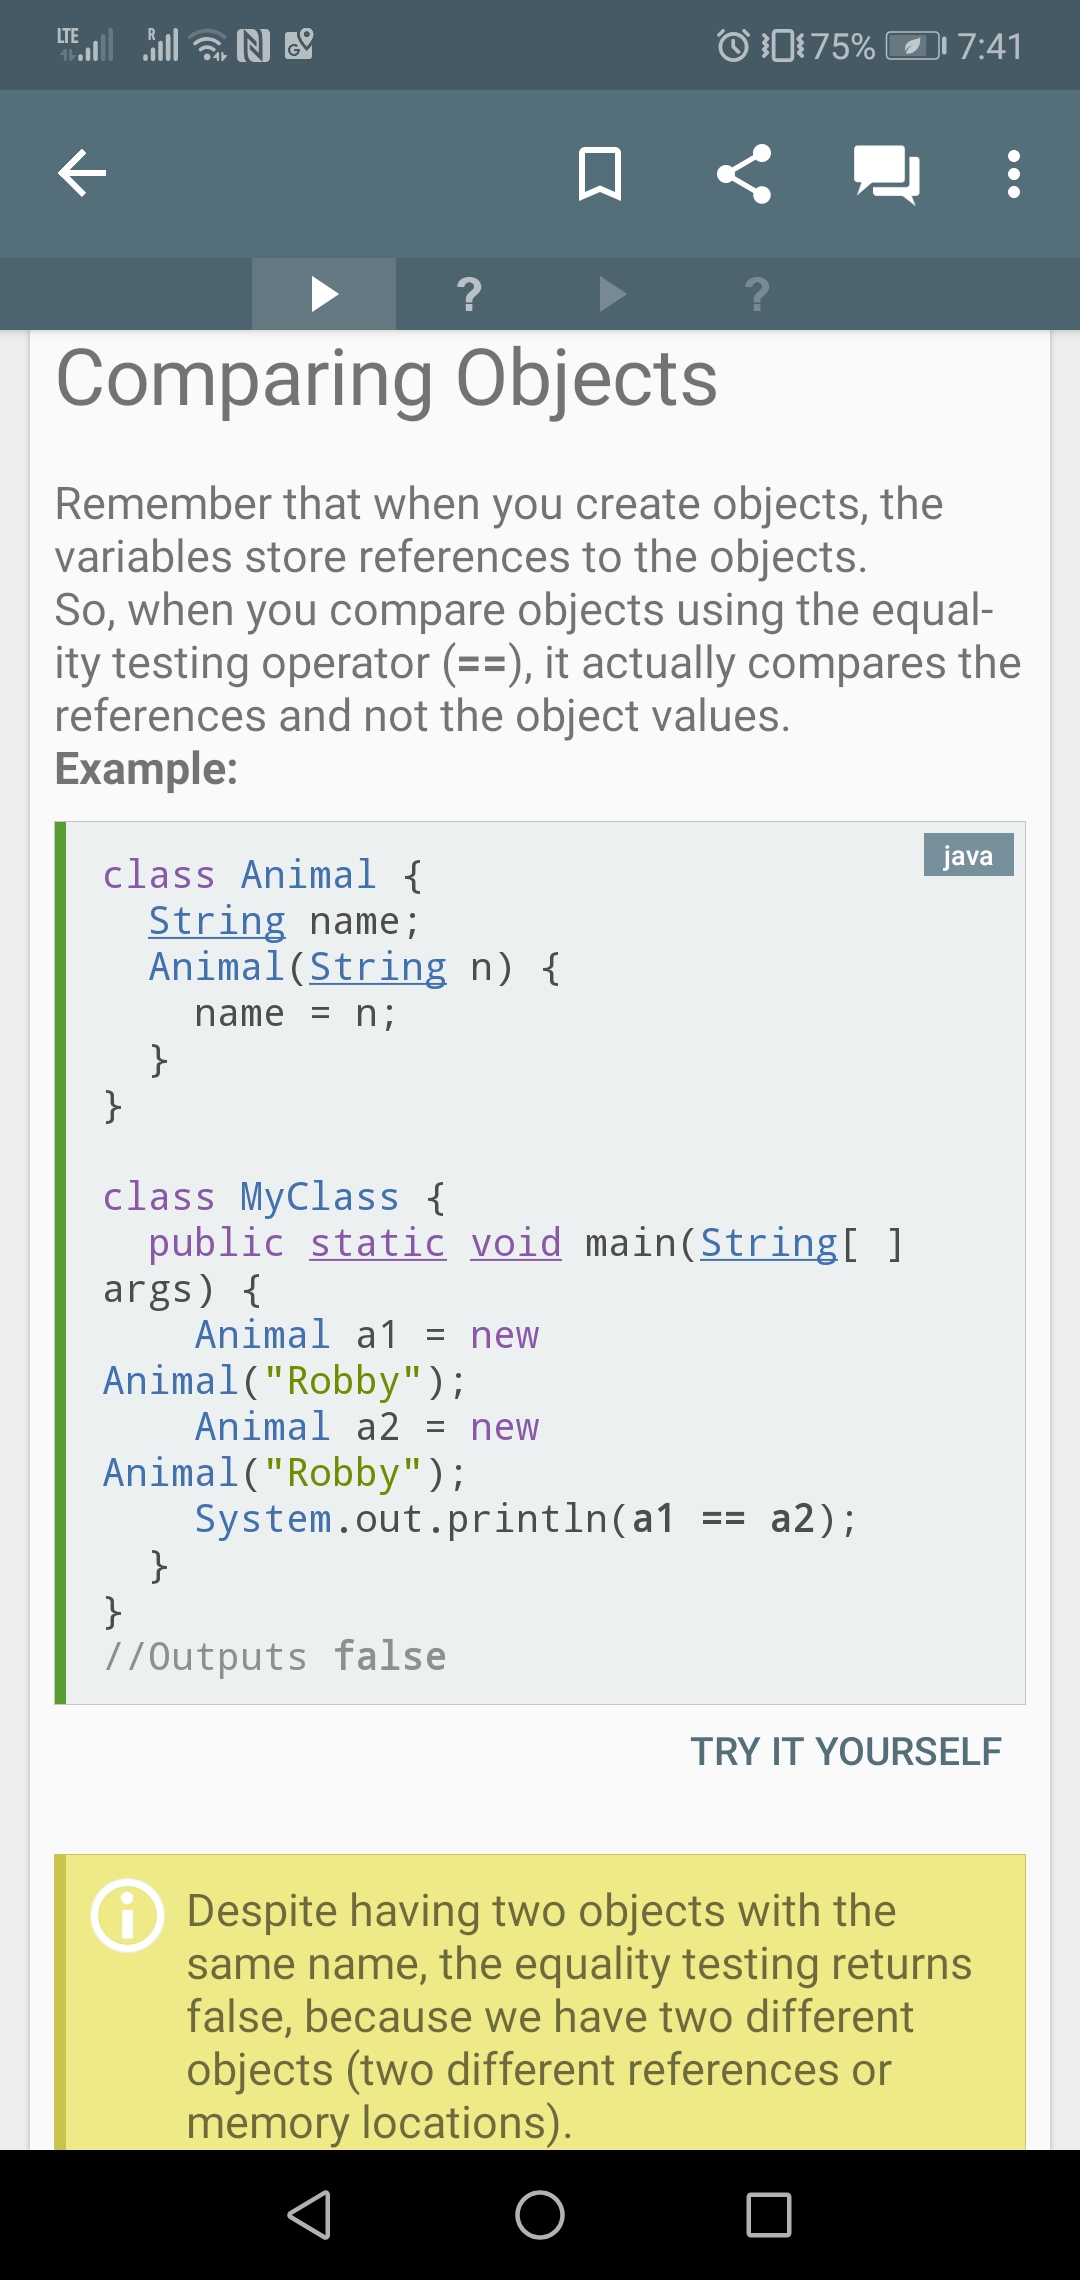 LTE R 75% 7:41
? ?
Comparing Objects
Remember that when you create objects, the
variables store references to the objects.
So, when you compare objects using the equal-
ity testing operator (==), it actually compares the
references and not the object values.
Example:
java
class Animal {
  String name;
  Animal(String n) {
    name = n;
  }
}
class MyClass {
  public static void main(String[ ]
args) {
    Animal a1 = new
Animal("Robby");
    Animal a2 = new
Animal("Robby");
    System.out.println(a1 == a2);
  }
}
//Outputs false
TRY IT YOURSELF
Despite having two objects with the
same name, the equality testing returns
false, because we have two different
objects (two different references or
memory locations).